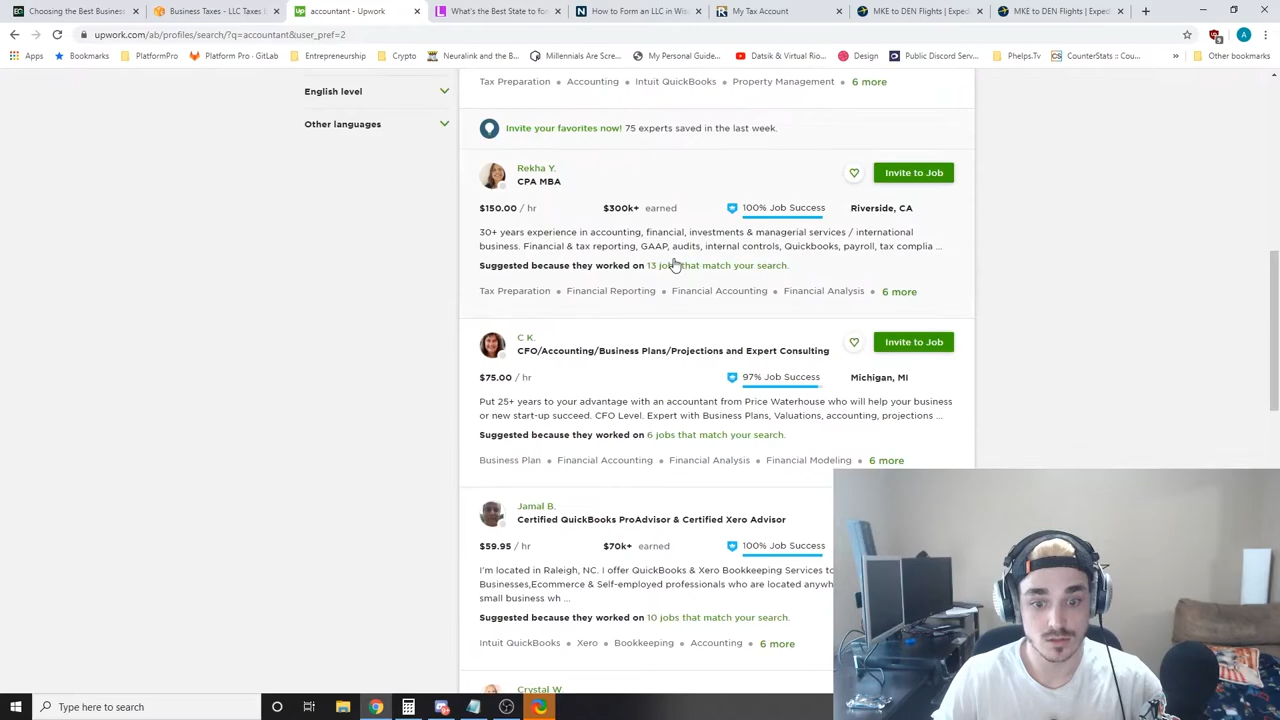 Choosing the Best Business
Business Taxes - LLC Taxes
accountant - Upwork
What's the Best State to for
How to Form an LLC in Wis
My Tax Account
MKE to DEN Flights | Exped
MKE to DEN Flights | Exped
upwork.com/ab/profiles/search/?q=accountant&user_pref=2
Apps
Bookmarks
PlatformPro
Platform Pro · GitLab
Entrepreneurship
Crypto
Neuralink and the B...
Millennials Are Scre...
My Personal Guide...
Datsik Virtual Rio...
Design
Public Discord Serv...
Phelps.Tv
CounterStats :: Cou...
Other bookmarks
Tax Preparation Accounting Intuit QuickBooks Property Management 6 more
English level
Other languages
Invite your favorites now! 75 experts saved in the last week.
Rekha Y.
CPA MBA
Invite to Job
$150.00 / hr $300k+ earned 100% Job Success Riverside, CA
30+ years experience in accounting, financial, investments & managerial services / international
business. Financial & tax reporting, GAAP, audits, internal controls, Quickbooks, payroll, tax complia ...
Suggested because they worked on 13 jobs that match your search.
Tax Preparation Financial Reporting Financial Accounting Financial Analysis 6 more
C K.
CFO/Accounting/Business Plans/Projections and Expert Consulting
Invite to Job
$75.00 / hr 97% Job Success Michigan, MI
Put 25+ years to your advantage with an accountant from Price Waterhouse who will help your business
or new start-up succeed. CFO Level. Expert with Business Plans, Valuations, accounting, projections ...
Suggested because they worked on 6 jobs that match your search.
Business Plan Financial Accounting Financial Analysis Financial Modeling 6 more
Jamal B.
Certified QuickBooks ProAdvisor & Certified Xero Advisor
$59.95 / hr $70k+ earned 100% Job Success
I'm located in Raleigh, NC. I offer QuickBooks & Xero Bookkeeping Services to
Businesses,Ecommerce & Self-employed professionals who are located anywh
small business wh ...
Suggested because they worked on 10 jobs that match your search.
Intuit QuickBooks Xero Bookkeeping Accounting 6 more
Crystal W.
Type here to search